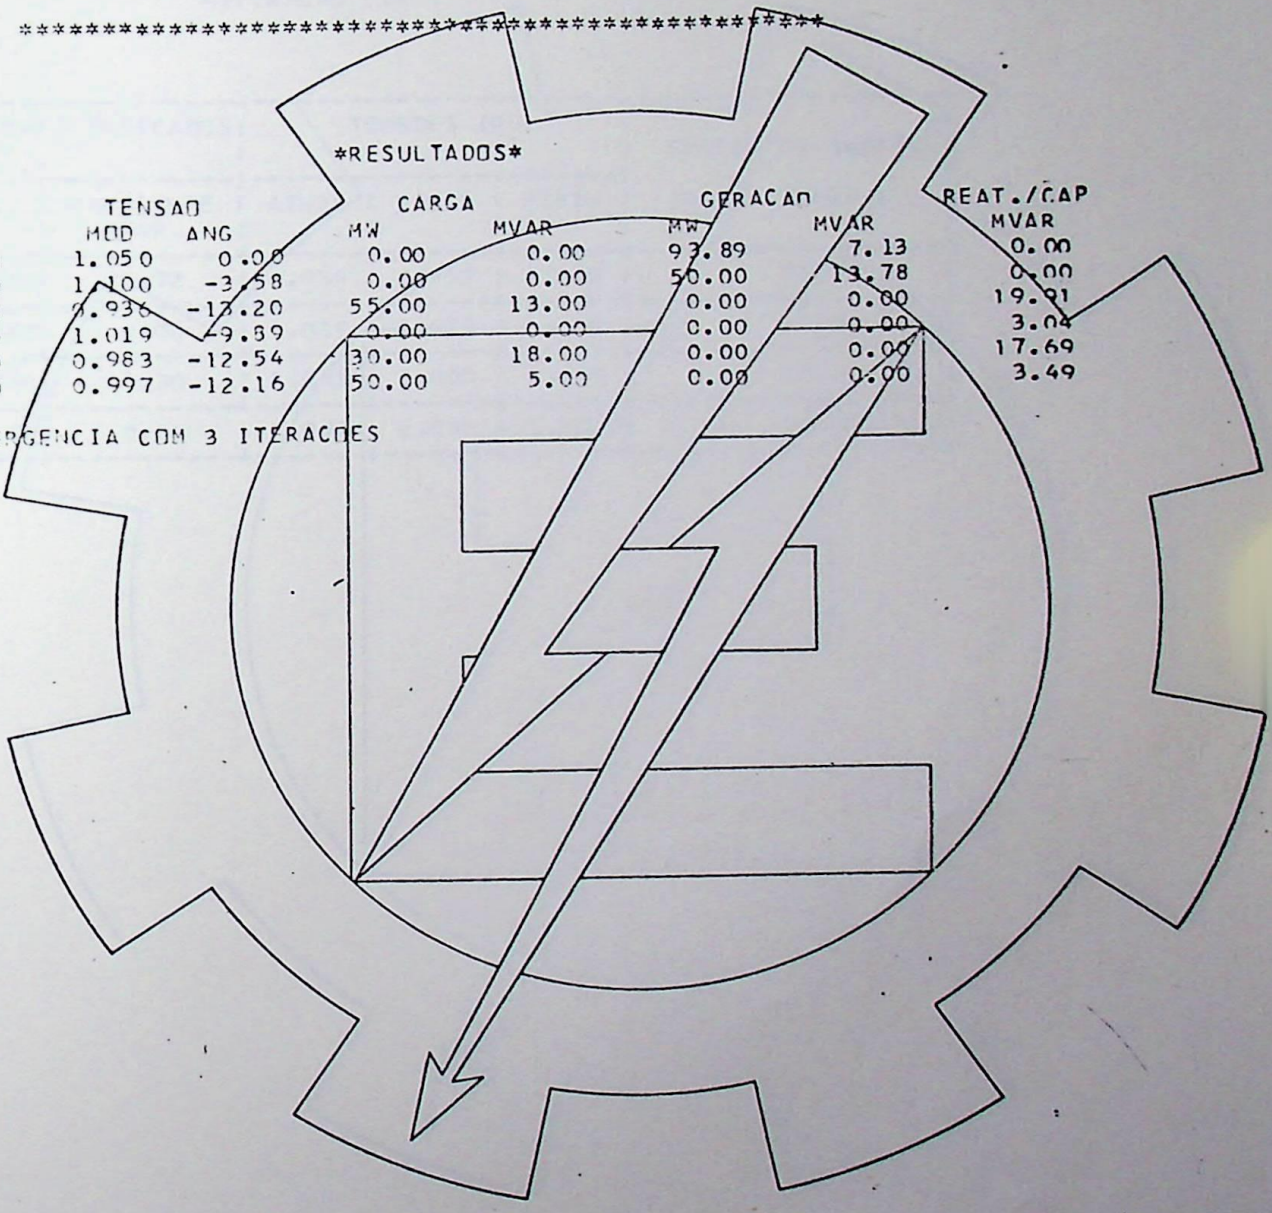 *************************************************
*RESULTADOS*
TENSAO CARGA GERACAO REAT./CAP
MOD ANG MW MVAR MW MVAR MVAR
1.050 0.00 0.00 0.00 93.89 7.13 0.00
1.100 -3.58 0.00 0.00 50.00 13.78 0.00
0.936 -13.20 55.00 13.00 0.00 0.00 19.91
1.019 -9.89 0.00 0.00 0.00 0.00 3.04
0.983 -12.54 30.00 18.00 0.00 0.00 17.69
0.997 -12.16 50.00 5.00 0.00 0.00 3.49
RGENCIA COM 3 ITERACOES